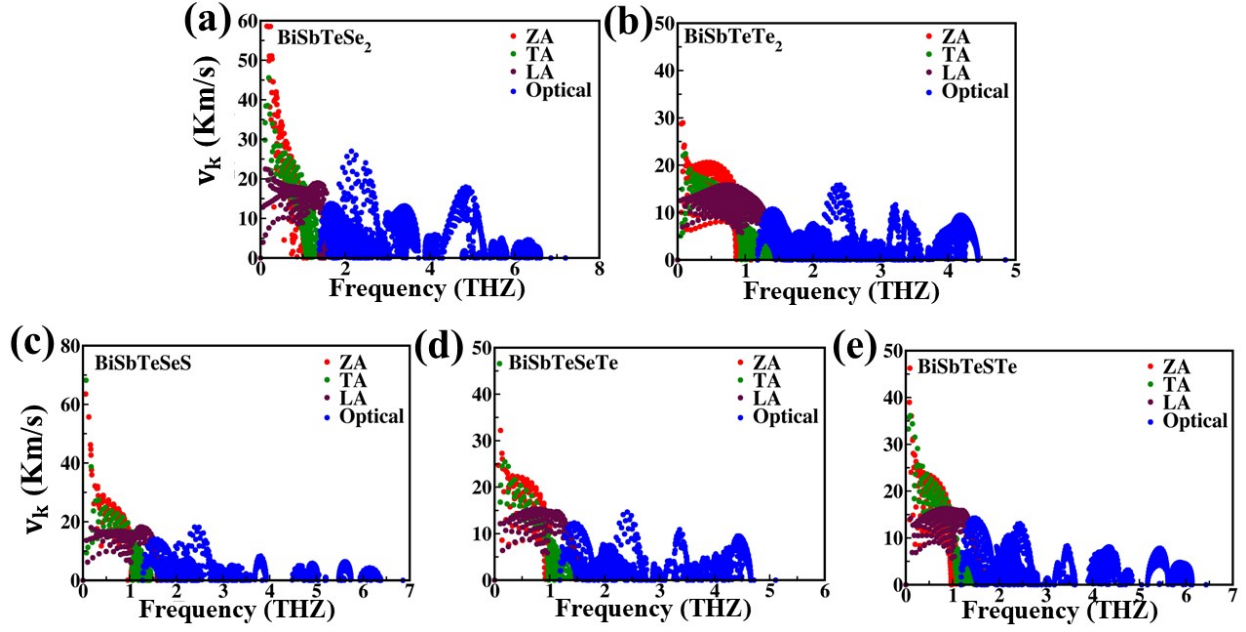 (a)
60
50
40
30
20
10
0
v_k (Km/s)
BiSbTeSe₂
ZA
TA
LA
Optical
0 2 4 6 8
Frequency (THZ)
(b)
50
40
30
20
10
0
BiSbTeTe₂
ZA
TA
LA
Optical
0 1 2 3 4 5
Frequency (THZ)
(c)
80
60
40
20
0
v_k (Km/s)
BiSbTeSeS
ZA
TA
LA
Optical
0 1 2 3 4 5 6 7
Frequency (THZ)
(d)
50
40
30
20
10
0
BiSbTeSeTe
ZA
TA
LA
Optical
0 1 2 3 4 5 6
Frequency (THZ)
(e)
50
40
30
20
10
0
BiSbTeSTe
ZA
TA
LA
Optical
0 1 2 3 4 5 6 7
Frequency (THZ)